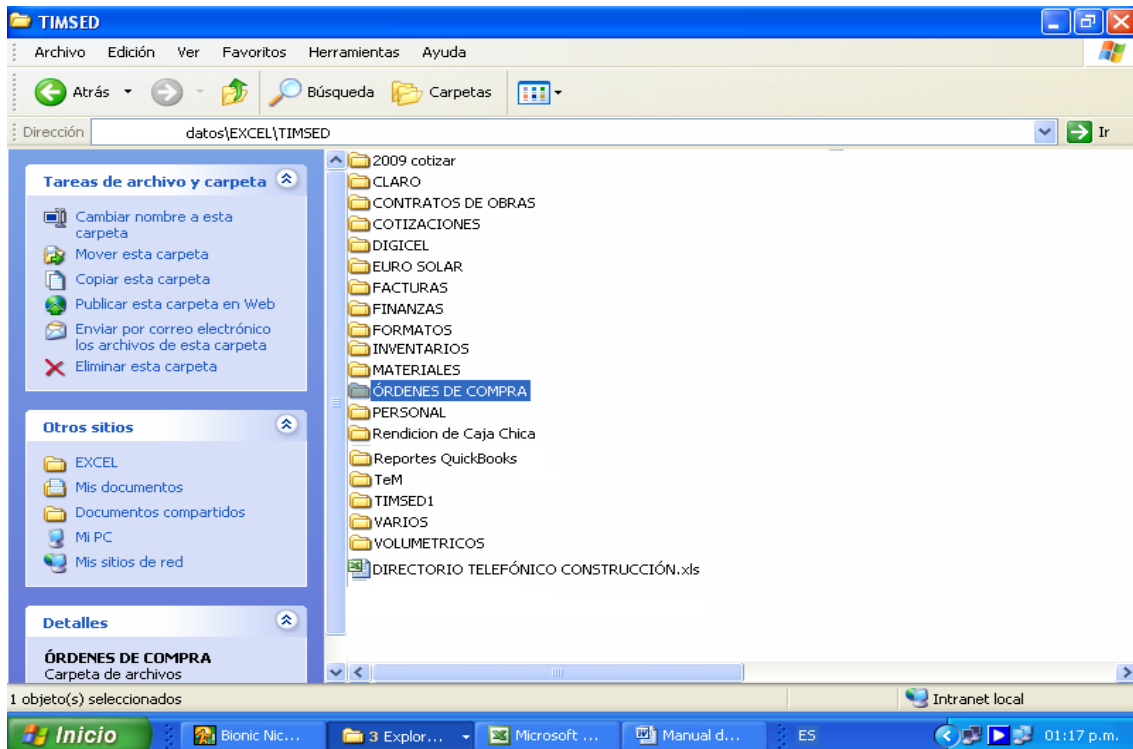 TIMSED
Archivo Edición Ver Favoritos Herramientas Ayuda
Atrás Búsqueda Carpetas
Dirección datos\EXCEL\TIMSED Ir
Tareas de archivo y carpeta
Cambiar nombre a esta
carpeta
Mover esta carpeta
Copiar esta carpeta
Publicar esta carpeta en Web
Enviar por correo electrónico
los archivos de esta carpeta
Eliminar esta carpeta
Otros sitios
EXCEL
Mis documentos
Documentos compartidos
Mi PC
Mis sitios de red
Detalles
ÓRDENES DE COMPRA
Carpeta de archivos
2009 cotizar
CLARO
CONTRATOS DE OBRAS
COTIZACIONES
DIGICEL
EURO SOLAR
FACTURAS
FINANZAS
FORMATOS
INVENTARIOS
MATERIALES
ÓRDENES DE COMPRA
PERSONAL
Rendicion de Caja Chica
Reportes QuickBooks
TeM
TIMSED1
VARIOS
VOLUMETRICOS
DIRECTORIO TELEFÓNICO CONSTRUCCIÓN.xls
1 objeto(s) seleccionados Intranet local
Inicio Bionic Nic... 3 Explor... Microsoft ... Manual d... ES 01:17 p.m.